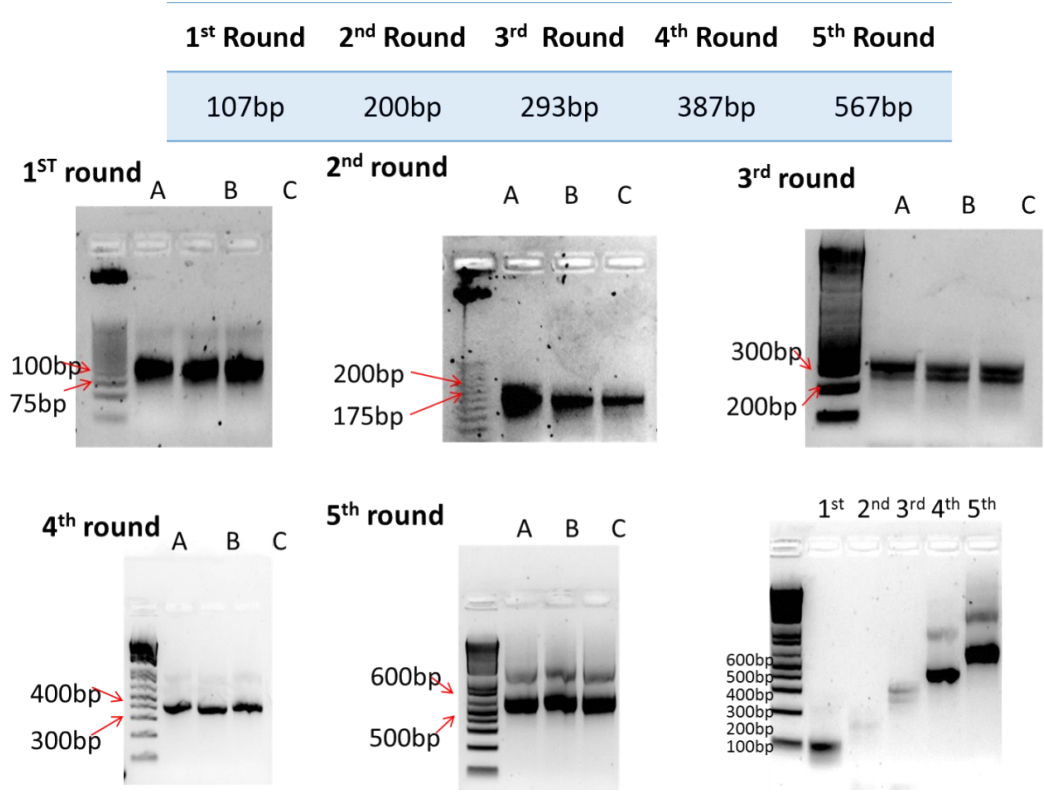 1st Round 2nd Round 3rd Round 4th Round 5th Round
107bp 200bp 293bp 387bp 567bp
1ST round
A B C
100bp
75bp
2nd round
A B C
200bp
175bp
3rd round
A B C
300bp
200bp
4th round
A B C
400bp
300bp
5th round
A B C
600bp
500bp
1st 2nd 3rd 4th 5th
600bp
500bp
400bp
300bp
200bp
100bp